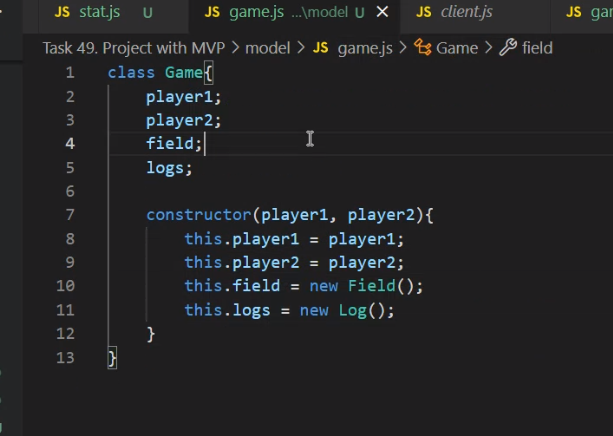 JS stat.js U JS game.js ...\model U × JS client.js JS
Task 49. Project with MVP > model > JS game.js > Game > field
1 class Game{
2 player1;
3 player2;
4 field;
5 logs;
6
7 constructor(player1, player2){
8 this.player1 = player1;
9 this.player2 = player2;
10 this.field = new Field();
11 this.logs = new Log();
12 }
13 }